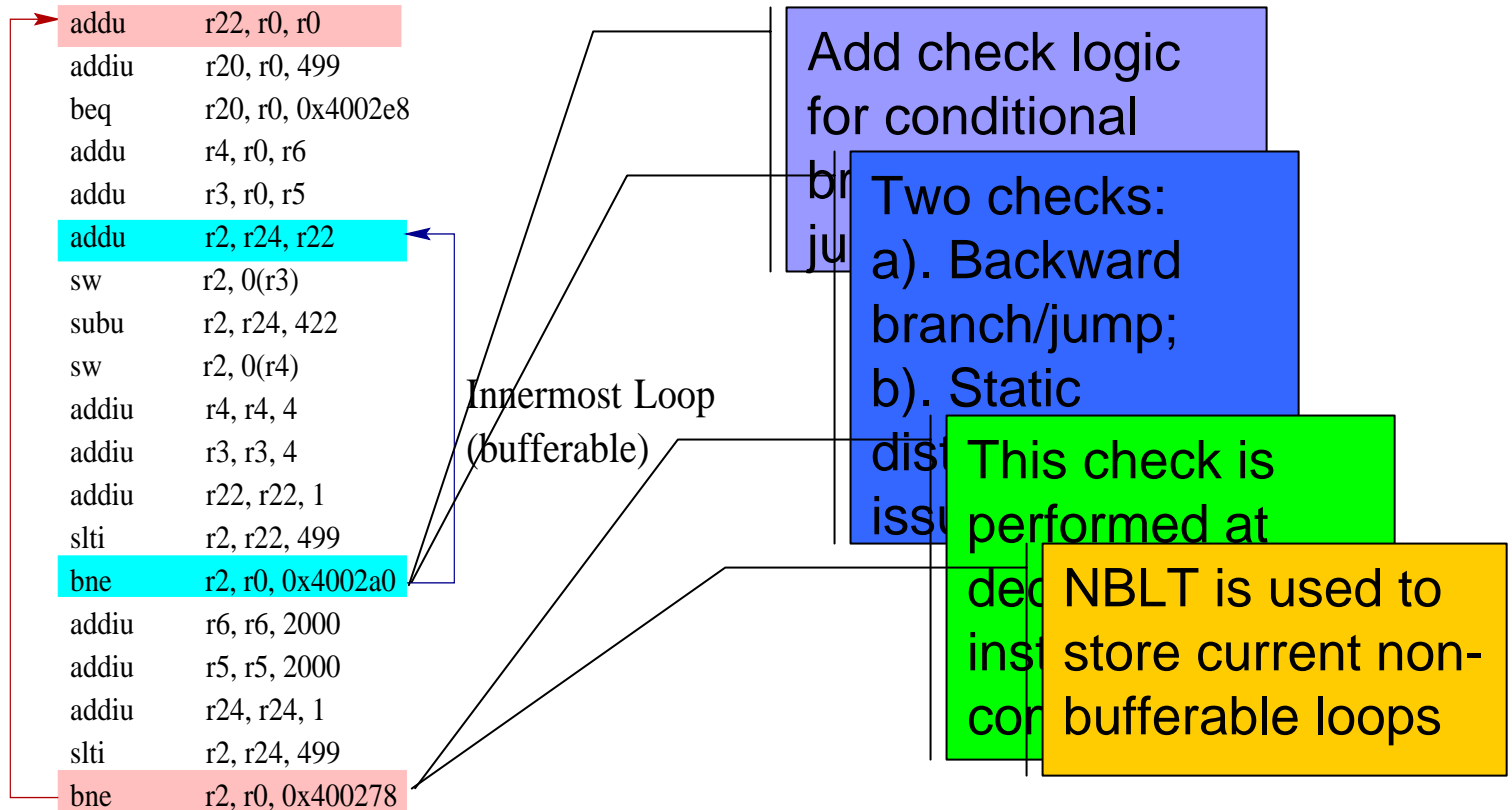 addu r22, r0, r0
addiu r20, r0, 499
beq r20, r0, 0x4002e8
addu r4, r0, r6
addu r3, r0, r5
addu r2, r24, r22
sw r2, 0(r3)
subu r2, r24, 422
sw r2, 0(r4)
addiu r4, r4, 4
addiu r3, r3, 4
addiu r22, r22, 1
slti r2, r22, 499
bne r2, r0, 0x4002a0
addiu r6, r6, 2000
addiu r5, r5, 2000
addiu r24, r24, 1
slti r2, r24, 499
bne r2, r0, 0x400278
Innermost Loop
(bufferable)
Add check logic
for conditional
Two checks:
a). Backward
branch/jump;
b). Static
This check is
performed at
NBLT is used to
store current non-
bufferable loops